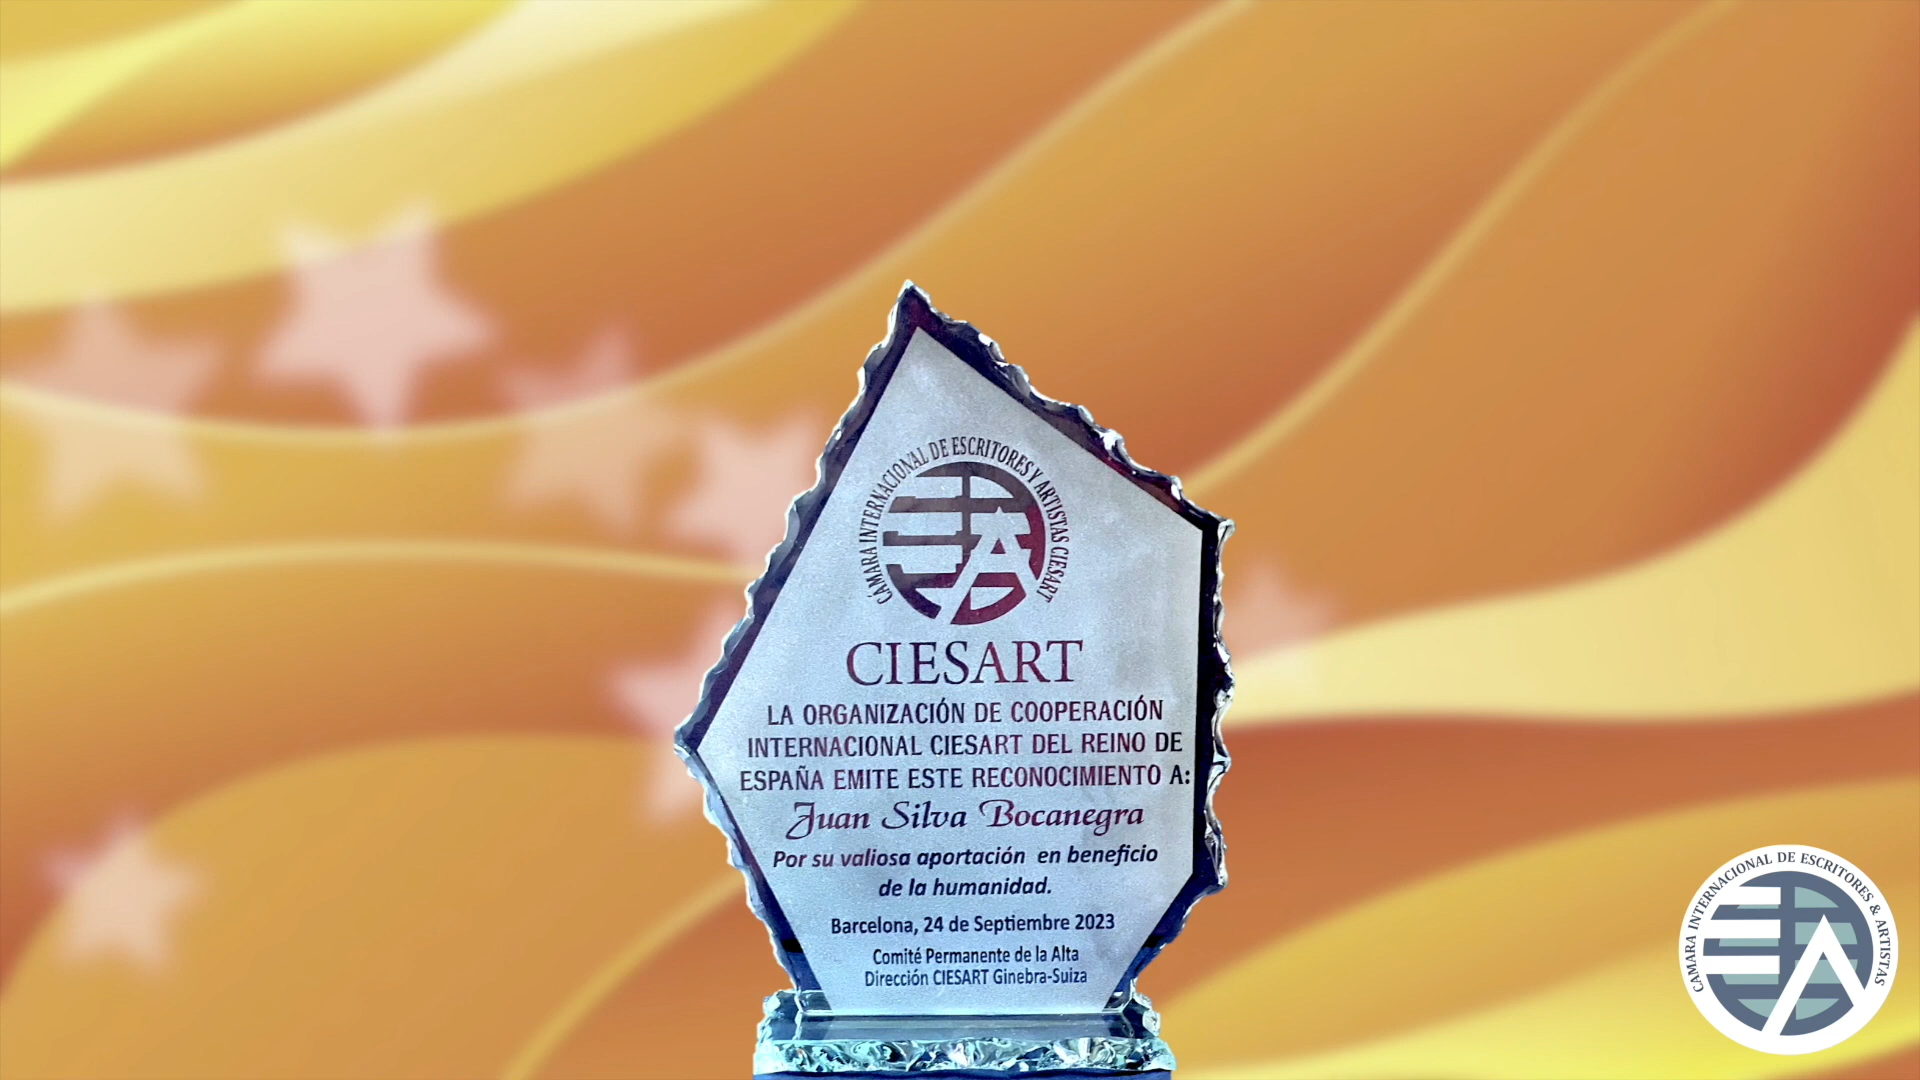 CÁMARA INTERNACIONAL DE ESCRITORES Y ARTISTAS CIESART
CIESART
LA ORGANIZACIÓN DE COOPERACIÓN
INTERNACIONAL CIESART DEL REINO DE
ESPAÑA EMITE ESTE RECONOCIMIENTO A:
Juan Silva Bocanegra
Por su valiosa aportación en beneficio
de la humanidad.
Barcelona, 24 de Septiembre 2023
Comité Permanente de la Alta
Dirección CIESART Ginebra-Suiza
CAMARA INTERNACIONAL DE ESCRITORES & ARTISTAS